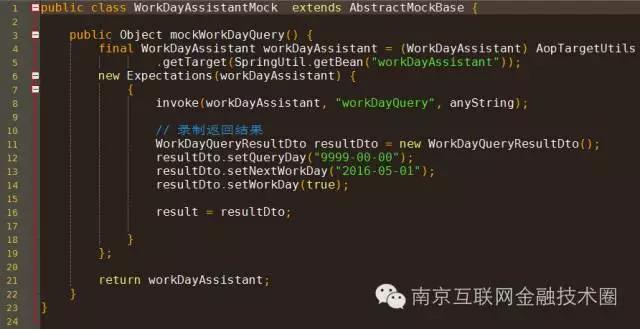 1 public class WorkDayAssistantMock  extends AbstractMockBase {
2
3     public Object mockWorkDayQuery() {
4         final WorkDayAssistant workDayAssistant = (WorkDayAssistant) AopTargetUtils
5                 .getTarget(SpringUtil.getBean("workDayAssistant"));
6         new Expectations(workDayAssistant) {
7             {
8                 invoke(workDayAssistant, "workDayQuery", anyString);
9
10                 // 录制返回结果
11                 WorkDayQueryResultDto resultDto = new WorkDayQueryResultDto();
12                 resultDto.setQueryDay("9999-00-00");
13                 resultDto.setNextWorkDay("2016-05-01");
14                 resultDto.setWorkDay(true);
15
16                 result = resultDto;
17
18             }
19         };
20
21         return workDayAssistant;
22     }
23 }
24
南京互联网金融技术圈